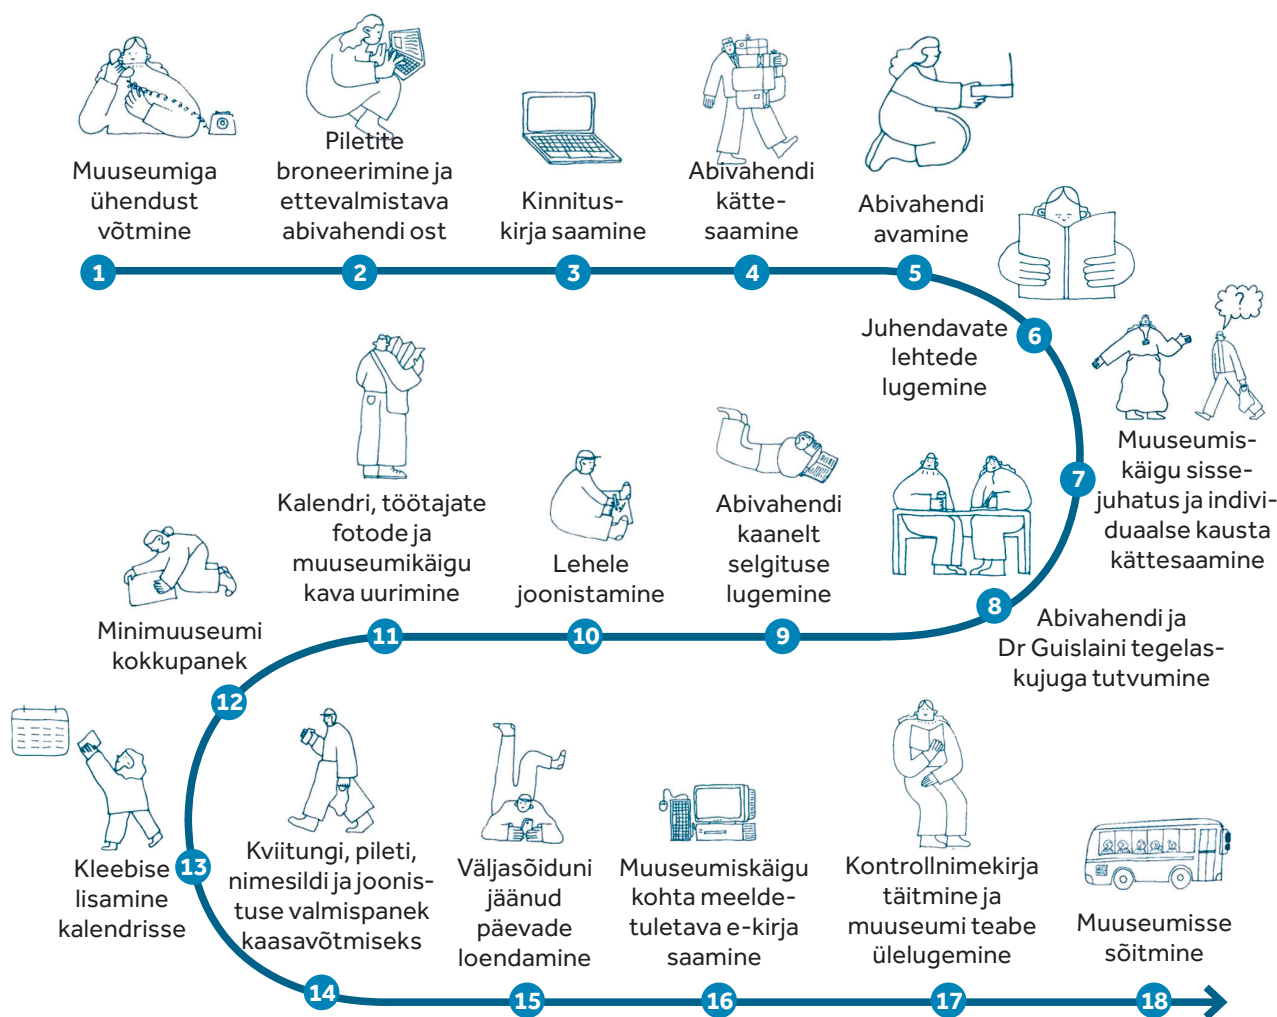 Muuseumiga
ühendust
võtmine
1
Piletite
broneerimine ja
ettevalmistava
abivahendi ost
2
Kinnitus-
kirja saamine
3
Abivahendi
kätte-
saamine
4
Abivahendi
avamine
5
Juhendavate
lehtede
lugemine
6
?
Muuseumis-
käigu sisse-
juhatus ja indivi-
duaalse kausta
kättesaamine
7
Abivahendi ja
Dr Guislaini tegelas-
kujuga tutvumine
8
Abivahendi
kaanelt
selgituse
lugemine
9
Lehele
joonistamine
10
Kalendri, töötajate
fotode ja
muuseumikäigu
kava uurimine
11
Minimuuseumi
kokkupanek
12
Kleebise
lisamine
kalendrisse
13
Kviitungi, pileti,
nimesildi ja joonis-
tuse valmispanek
kaasavõtmiseks
14
Väljasõiduni
jäänud
päevade
loendamine
15
Muuseumiskäigu
kohta meelde-
tuletava e-kirja
saamine
16
Kontrollnimekirja
täitmine ja
muuseumi teabe
ülelugemine
17
Muuseumisse
sõitmine
18